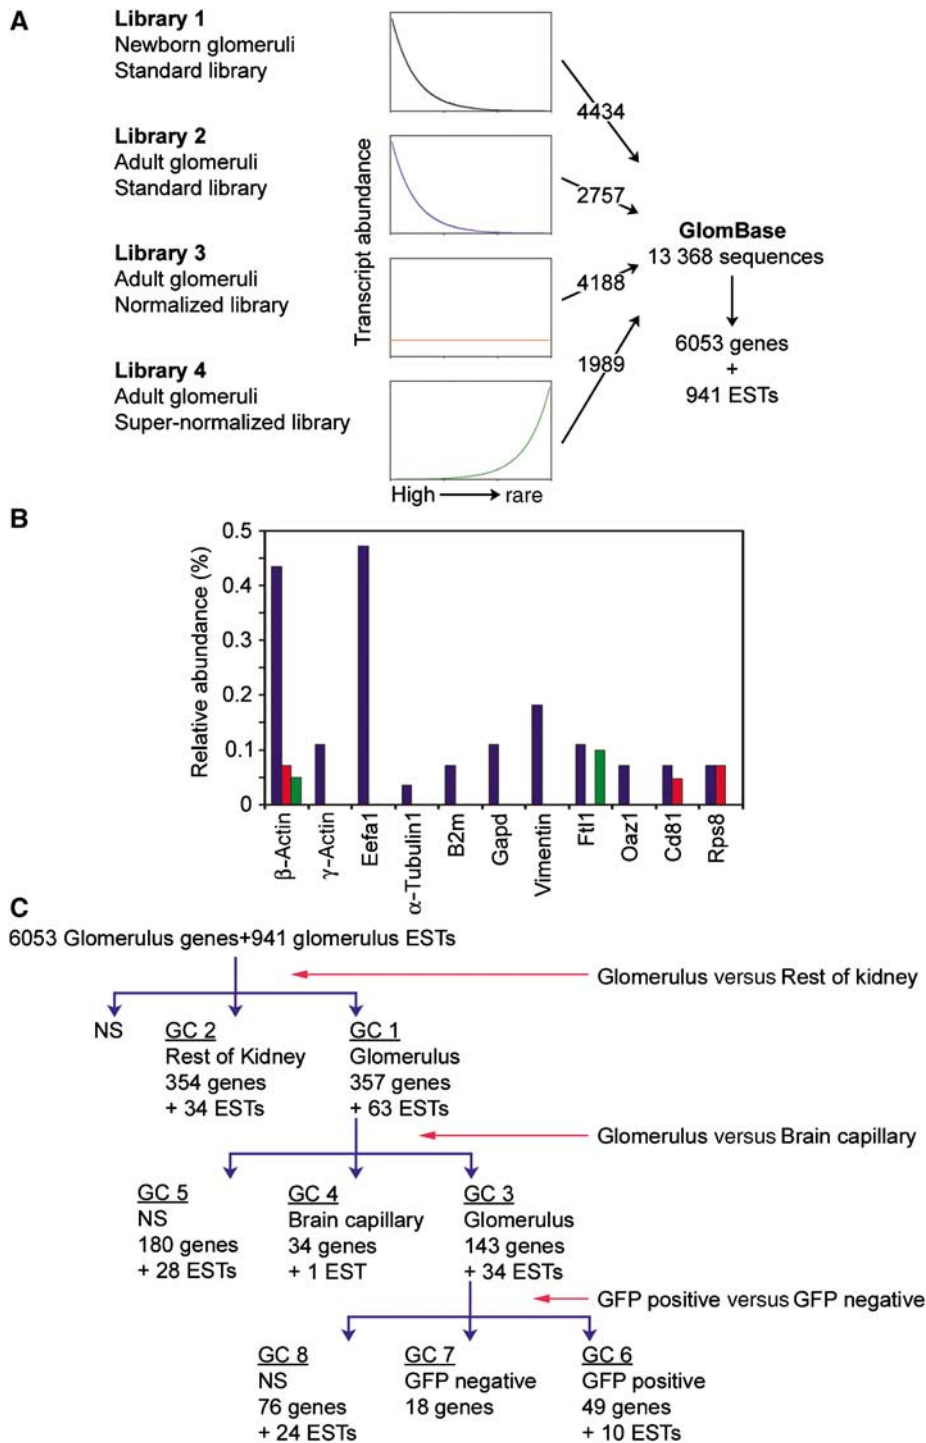 A
Library 1
Newborn glomeruli
Standard library
Library 2
Adult glomeruli
Standard library
Library 3
Adult glomeruli
Normalized library
Library 4
Adult glomeruli
Super-normalized library
Transcript abundance
High
rare
4434
2757
4188
1989
GlomBase
13 368 sequences
6053 genes
+
941 ESTs
B
Relative abundance (%)
0.5
0.4
0.3
0.2
0.1
0
β-Actin
γ-Actin
Eefa1
α-Tubulin1
B2m
Gapd
Vimentin
Ftl1
Oaz1
Cd81
Rps8
C
6053 Glomerulus genes+941 glomerulus ESTs
Glomerulus versus Rest of kidney
NS
GC 2
Rest of Kidney
354 genes
+ 34 ESTs
GC 1
Glomerulus
357 genes
+ 63 ESTs
Glomerulus versus Brain capillary
GC 5
NS
180 genes
+ 28 ESTs
GC 4
Brain capillary
34 genes
+ 1 EST
GC 3
Glomerulus
143 genes
+ 34 ESTs
GFP positive versus GFP negative
GC 8
NS
76 genes
+ 24 ESTs
GC 7
GFP negative
18 genes
GC 6
GFP positive
49 genes
+ 10 ESTs